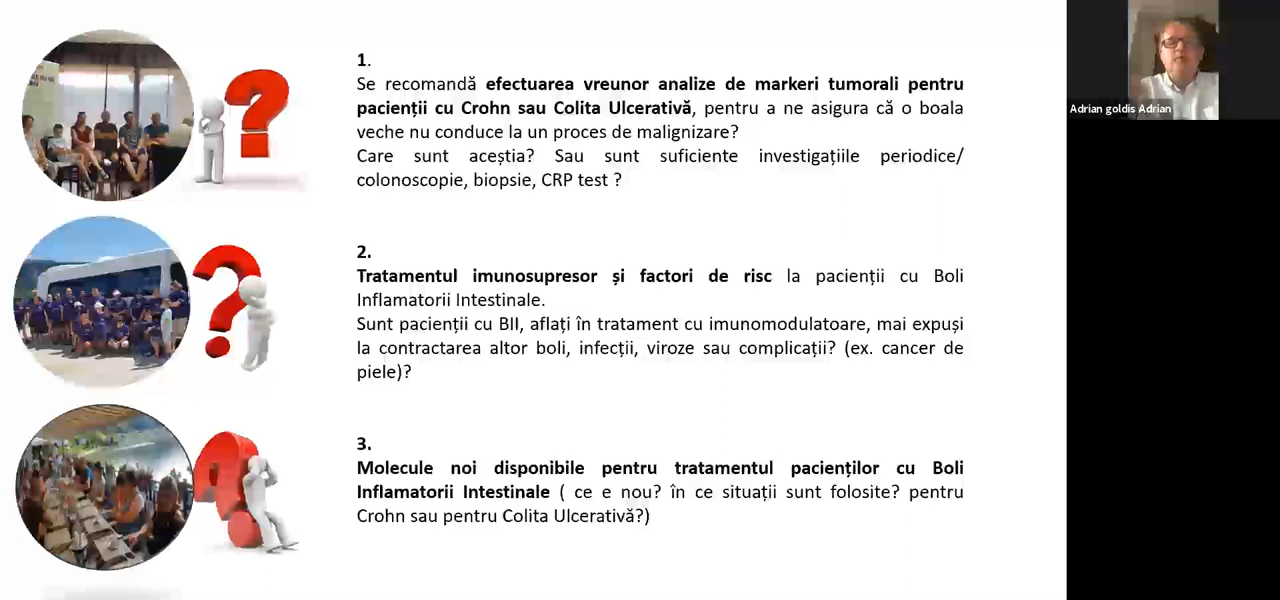 1.
Se recomandă efectuarea vreunor analize de markeri tumorali pentru
pacienții cu Crohn sau Colita Ulcerativă, pentru a ne asigura că o boala
veche nu conduce la un proces de malignizare?
Care sunt aceștia? Sau sunt suficiente investigațiile periodice/
colonoscopie, biopsie, CRP test ?
2.
Tratamentul imunosupresor și factori de risc la pacienții cu Boli
Inflamatorii Intestinale.
Sunt pacienții cu BII, aflați în tratament cu imunomodulatoare, mai expuși
la contractarea altor boli, infecții, viroze sau complicații? (ex. cancer de
piele)?
3.
Molecule noi disponibile pentru tratamentul pacienților cu Boli
Inflamatorii Intestinale ( ce e nou? în ce situații sunt folosite? pentru
Crohn sau pentru Colita Ulcerativă?)
Adrian goldis Adrian